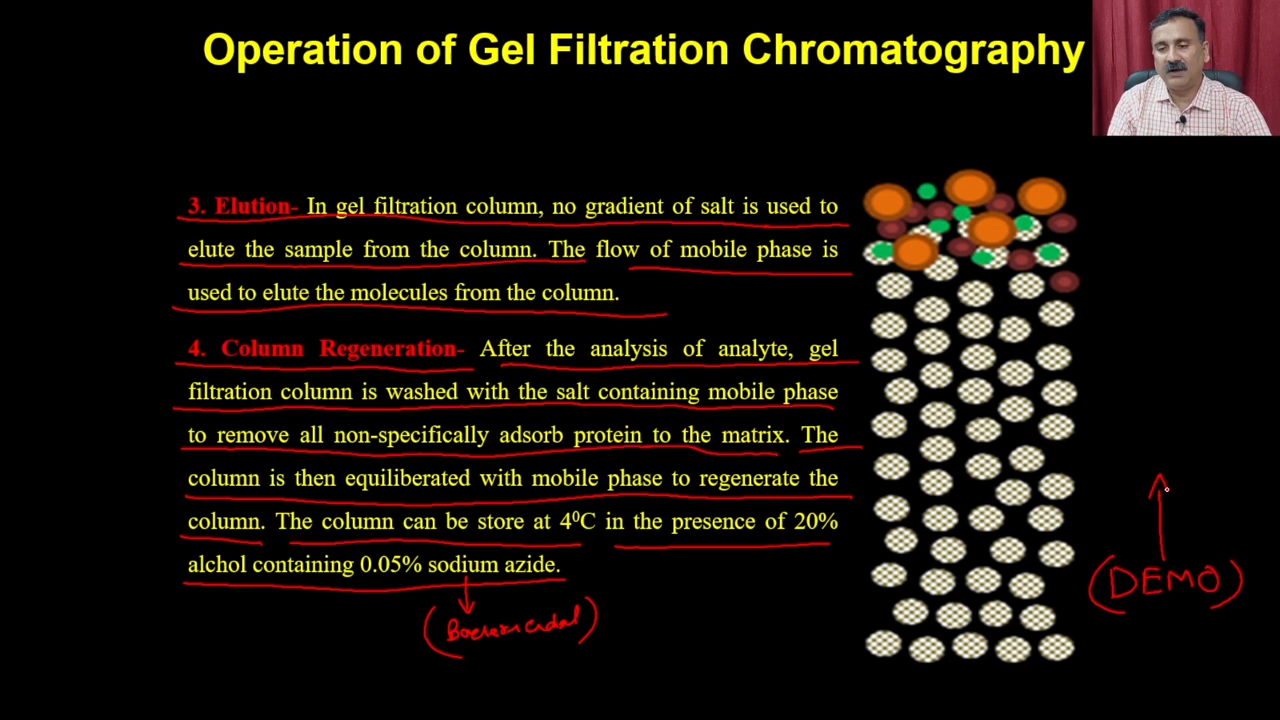 Operation of Gel Filtration Chromatography
3. Elution- In gel filtration column, no gradient of salt is used to
elute the sample from the column. The flow of mobile phase is
used to elute the molecules from the column.
4. Column Regeneration- After the analysis of analyte, gel
filtration column is washed with the salt containing mobile phase
to remove all non-specifically adsorb protein to the matrix. The
column is then equiliberated with mobile phase to regenerate the
column. The column can be store at 4⁰C in the presence of 20%
alchol containing 0.05% sodium azide.
(DEMO)